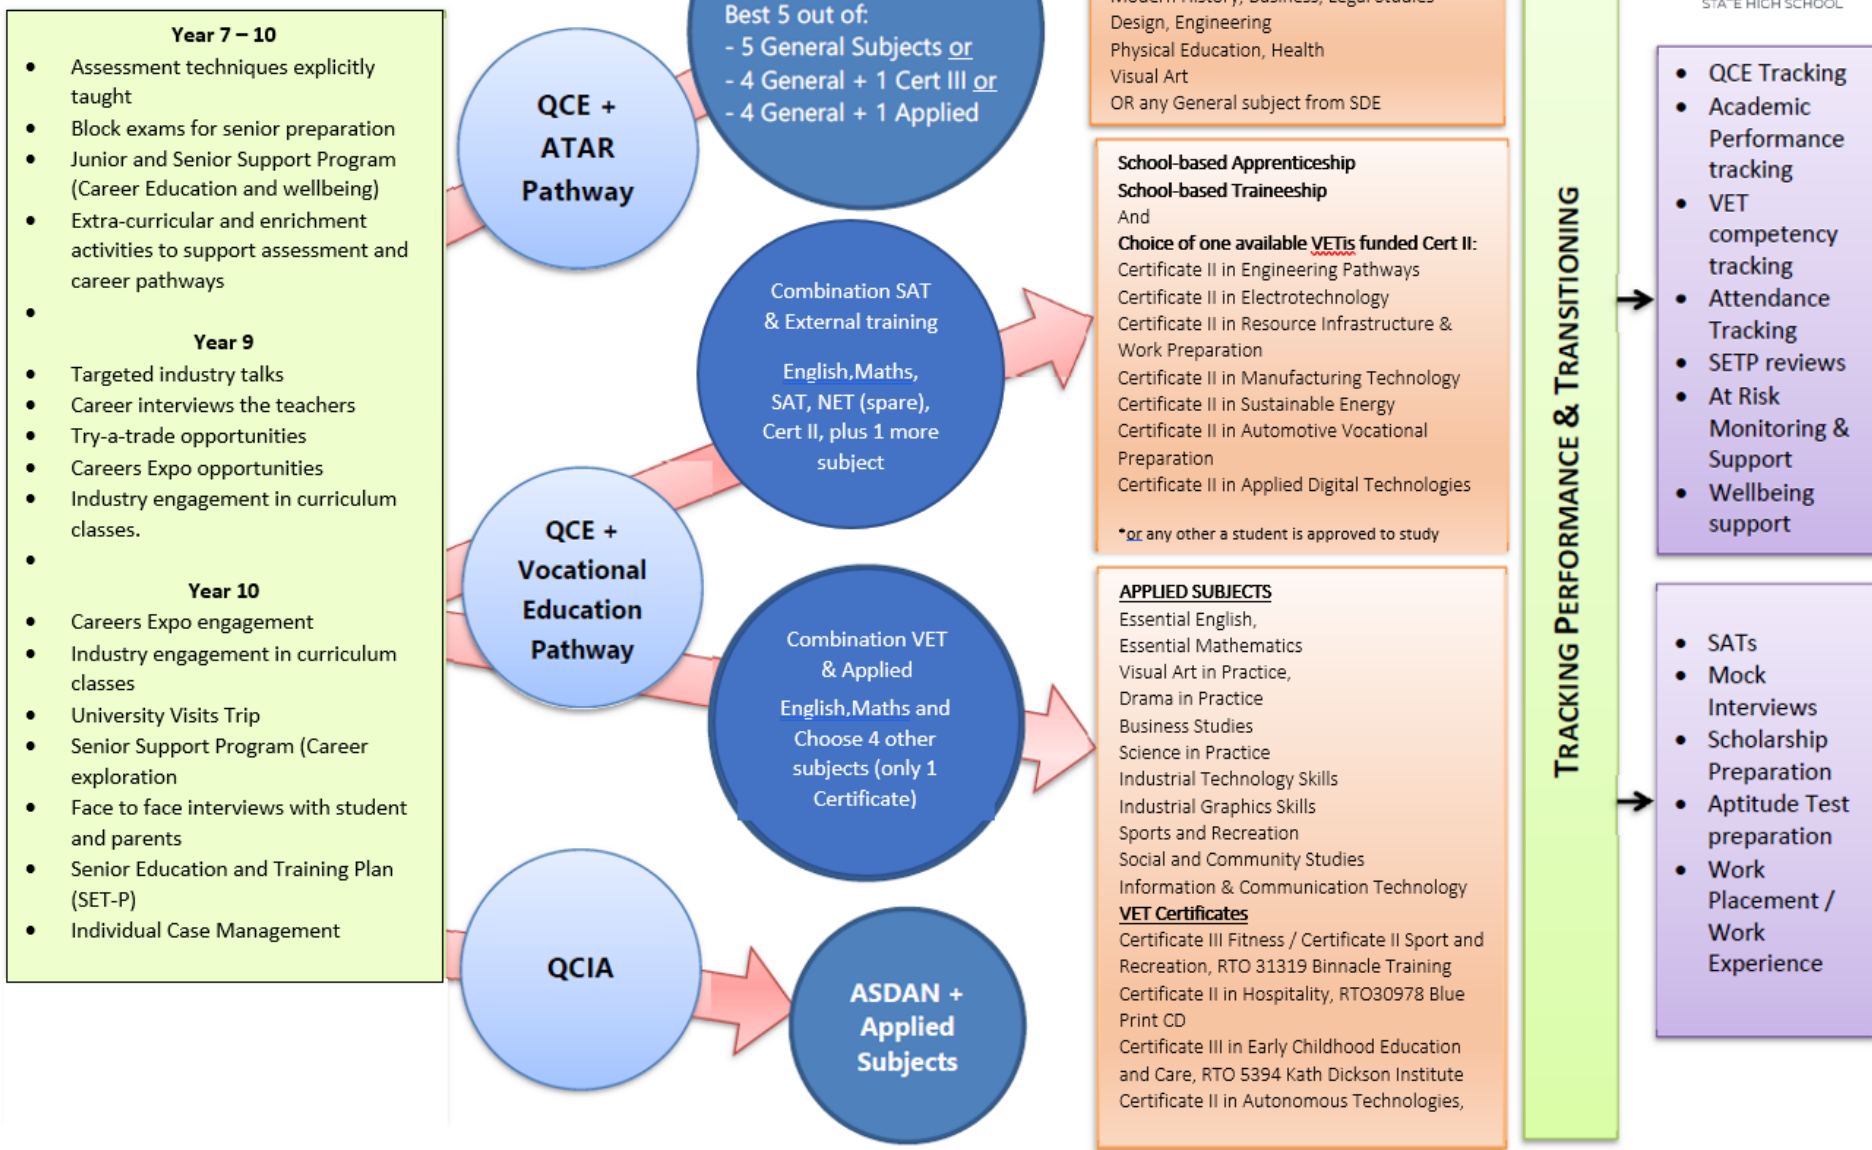 Year 7 – 10
• Assessment techniques explicitly
taught
• Block exams for senior preparation
• Junior and Senior Support Program
(Career Education and wellbeing)
• Extra-curricular and enrichment
activities to support assessment and
career pathways
•
Year 9
• Targeted industry talks
• Career interviews the teachers
• Try-a-trade opportunities
• Careers Expo opportunities
• Industry engagement in curriculum
classes.
•
Year 10
• Careers Expo engagement
• Industry engagement in curriculum
classes
• University Visits Trip
• Senior Support Program (Career
exploration
• Face to face interviews with student
and parents
• Senior Education and Training Plan
(SET-P)
• Individual Case Management
QCE +
ATAR
Pathway
QCE +
Vocational
Education
Pathway
QCIA
Best 5 out of:
- 5 General Subjects or
- 4 General + 1 Cert III or
- 4 General + 1 Applied
Combination SAT
& External training
English,Maths,
SAT, NET (spare),
Cert II, plus 1 more
subject
Combination VET
& Applied
English,Maths and
Choose 4 other
subjects (only 1
Certificate)
ASDAN +
Applied
Subjects
Modern History, Business, Legal Studies
Design, Engineering
Physical Education, Health
Visual Art
OR any General subject from SDE
School-based Apprenticeship
School-based Traineeship
And
Choice of one available VETis funded Cert II:
Certificate II in Engineering Pathways
Certificate II in Electrotechnology
Certificate II in Resource Infrastructure &
Work Preparation
Certificate II in Manufacturing Technology
Certificate II in Sustainable Energy
Certificate II in Automotive Vocational
Preparation
Certificate II in Applied Digital Technologies
*or any other a student is approved to study
APPLIED SUBJECTS
Essential English,
Essential Mathematics
Visual Art in Practice,
Drama in Practice
Business Studies
Science in Practice
Industrial Technology Skills
Industrial Graphics Skills
Sports and Recreation
Social and Community Studies
Information & Communication Technology
VET Certificates
Certificate III Fitness / Certificate II Sport and
Recreation, RTO 31319 Binnacle Training
Certificate II in Hospitality, RTO30978 Blue
Print CD
Certificate III in Early Childhood Education
and Care, RTO 5394 Kath Dickson Institute
Certificate II in Autonomous Technologies,
TRACKING PERFORMANCE & TRANSITIONING
STATE HIGH SCHOOL
• QCE Tracking
• Academic
Performance
tracking
• VET
competency
tracking
• Attendance
Tracking
• SETP reviews
• At Risk
Monitoring &
Support
• Wellbeing
support
• SATs
• Mock
Interviews
• Scholarship
Preparation
• Aptitude Test
preparation
• Work
Placement /
Work
Experience